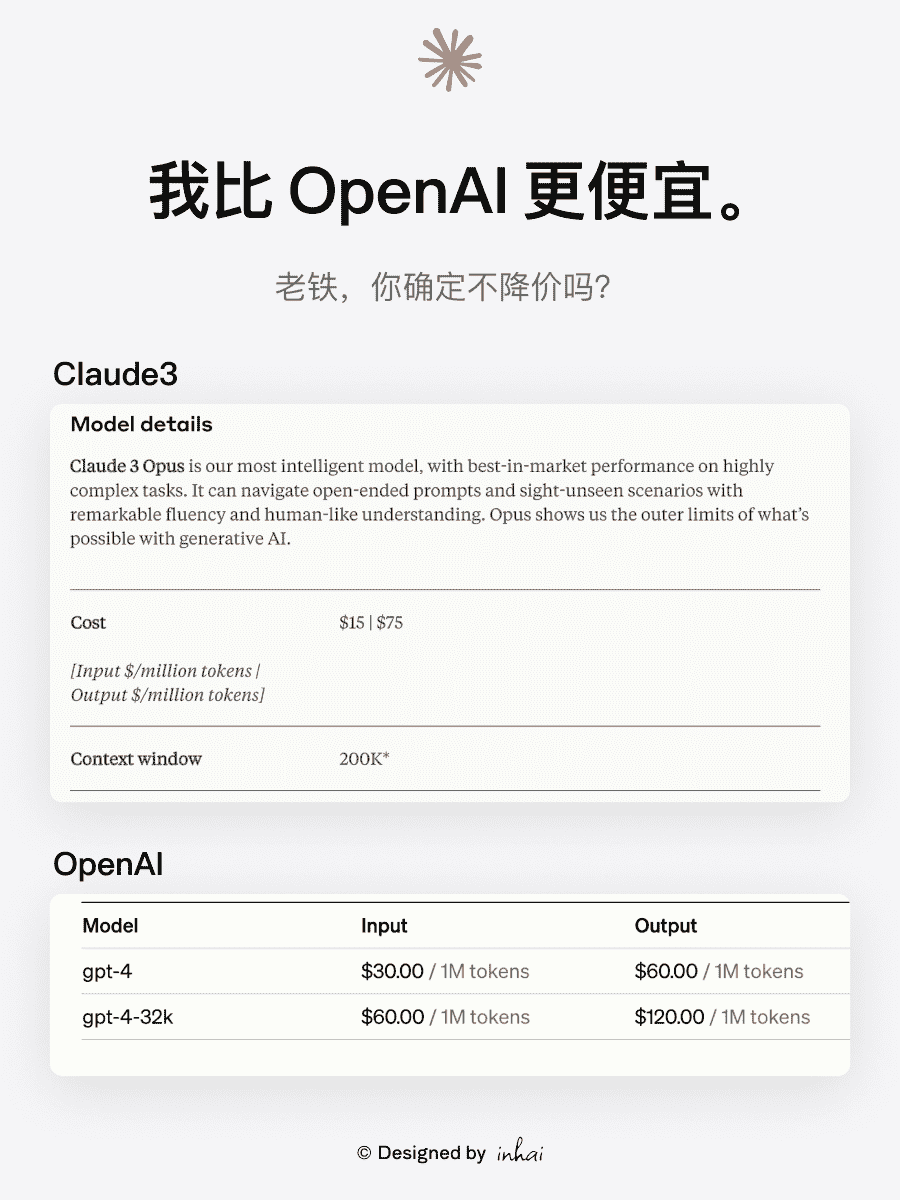 我比 OpenAI 更便宜。
老铁，你确定不降价吗？
Claude3
Model details
Claude 3 Opus is our most intelligent model, with best-in-market performance on highly
complex tasks. It can navigate open-ended prompts and sight-unseen scenarios with
remarkable fluency and human-like understanding. Opus shows us the outer limits of what's
possible with generative AI.
Cost $15 | $75
[Input $/million tokens |
Output $/million tokens]
Context window 200K*
OpenAI
Model Input Output
gpt-4 $30.00 / 1M tokens $60.00 / 1M tokens
gpt-4-32k $60.00 / 1M tokens $120.00 / 1M tokens
© Designed by inhai